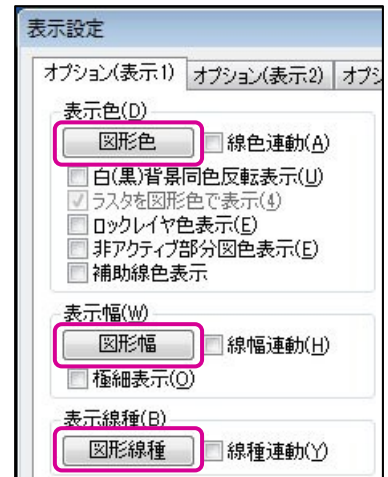 表示設定
オプション(表示1) オプション(表示2) オプシ
表示色(D)
図形色 線色連動(A)
白(黒)背景同色反転表示(U)
ラスタを図形色で表示(4)
ロックレイヤ色表示(E)
非アクティブ部分図色表示(E)
補助線色表示
表示幅(W)
図形幅 線幅連動(H)
極細表示(O)
表示線種(B)
図形線種 線種連動(Y)